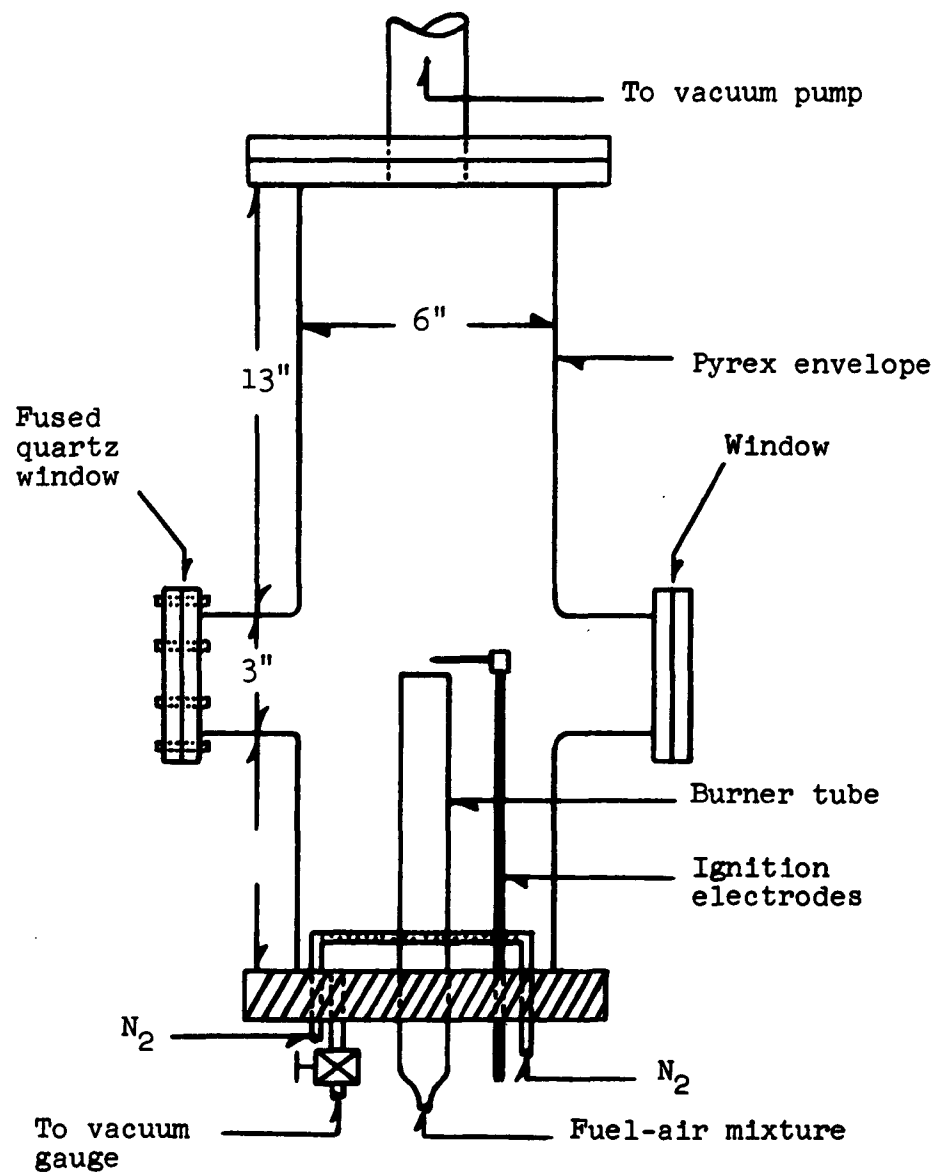 To vacuum pump
6"
13"
Pyrex envelope
Fused
quartz
window
Window
3"
Burner tube
Ignition
electrodes
N2
N2
To vacuum
gauge
Fuel-air mixture